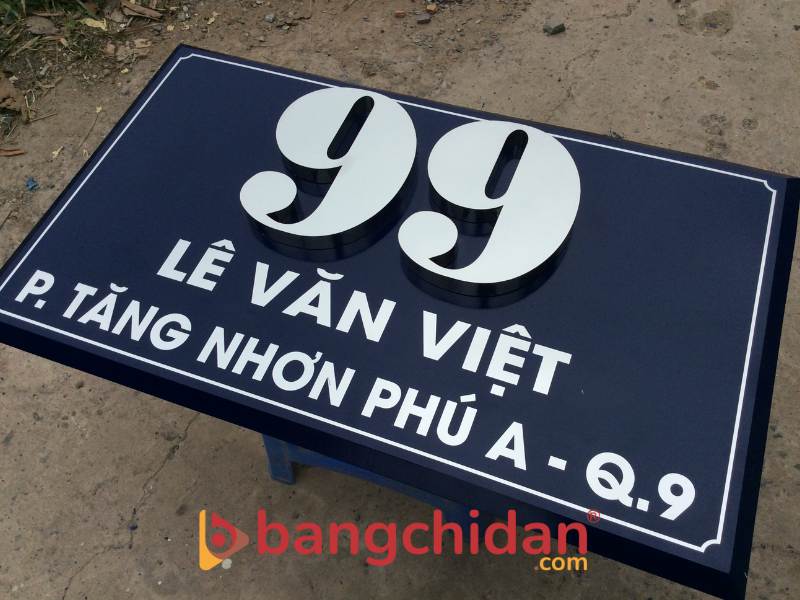 99
LÊ VĂN VIỆT
P. TĂNG NHƠN PHÚ A - Q.9
bangchidan®
.com